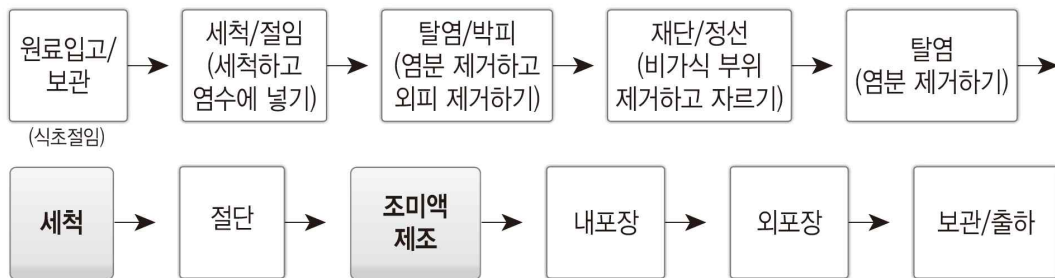 원료입고/
보관
세척/절임
(세척하고
염수에 넣기)
탈염/박피
(염분 제거하고
외피 제거하기)
재단/정선
(비가식 부위
제거하고 자르기)
탈염
(염분 제거하기)
(식초절임)
세척
절단
조미액
제조
내포장
외포장
보관/출하